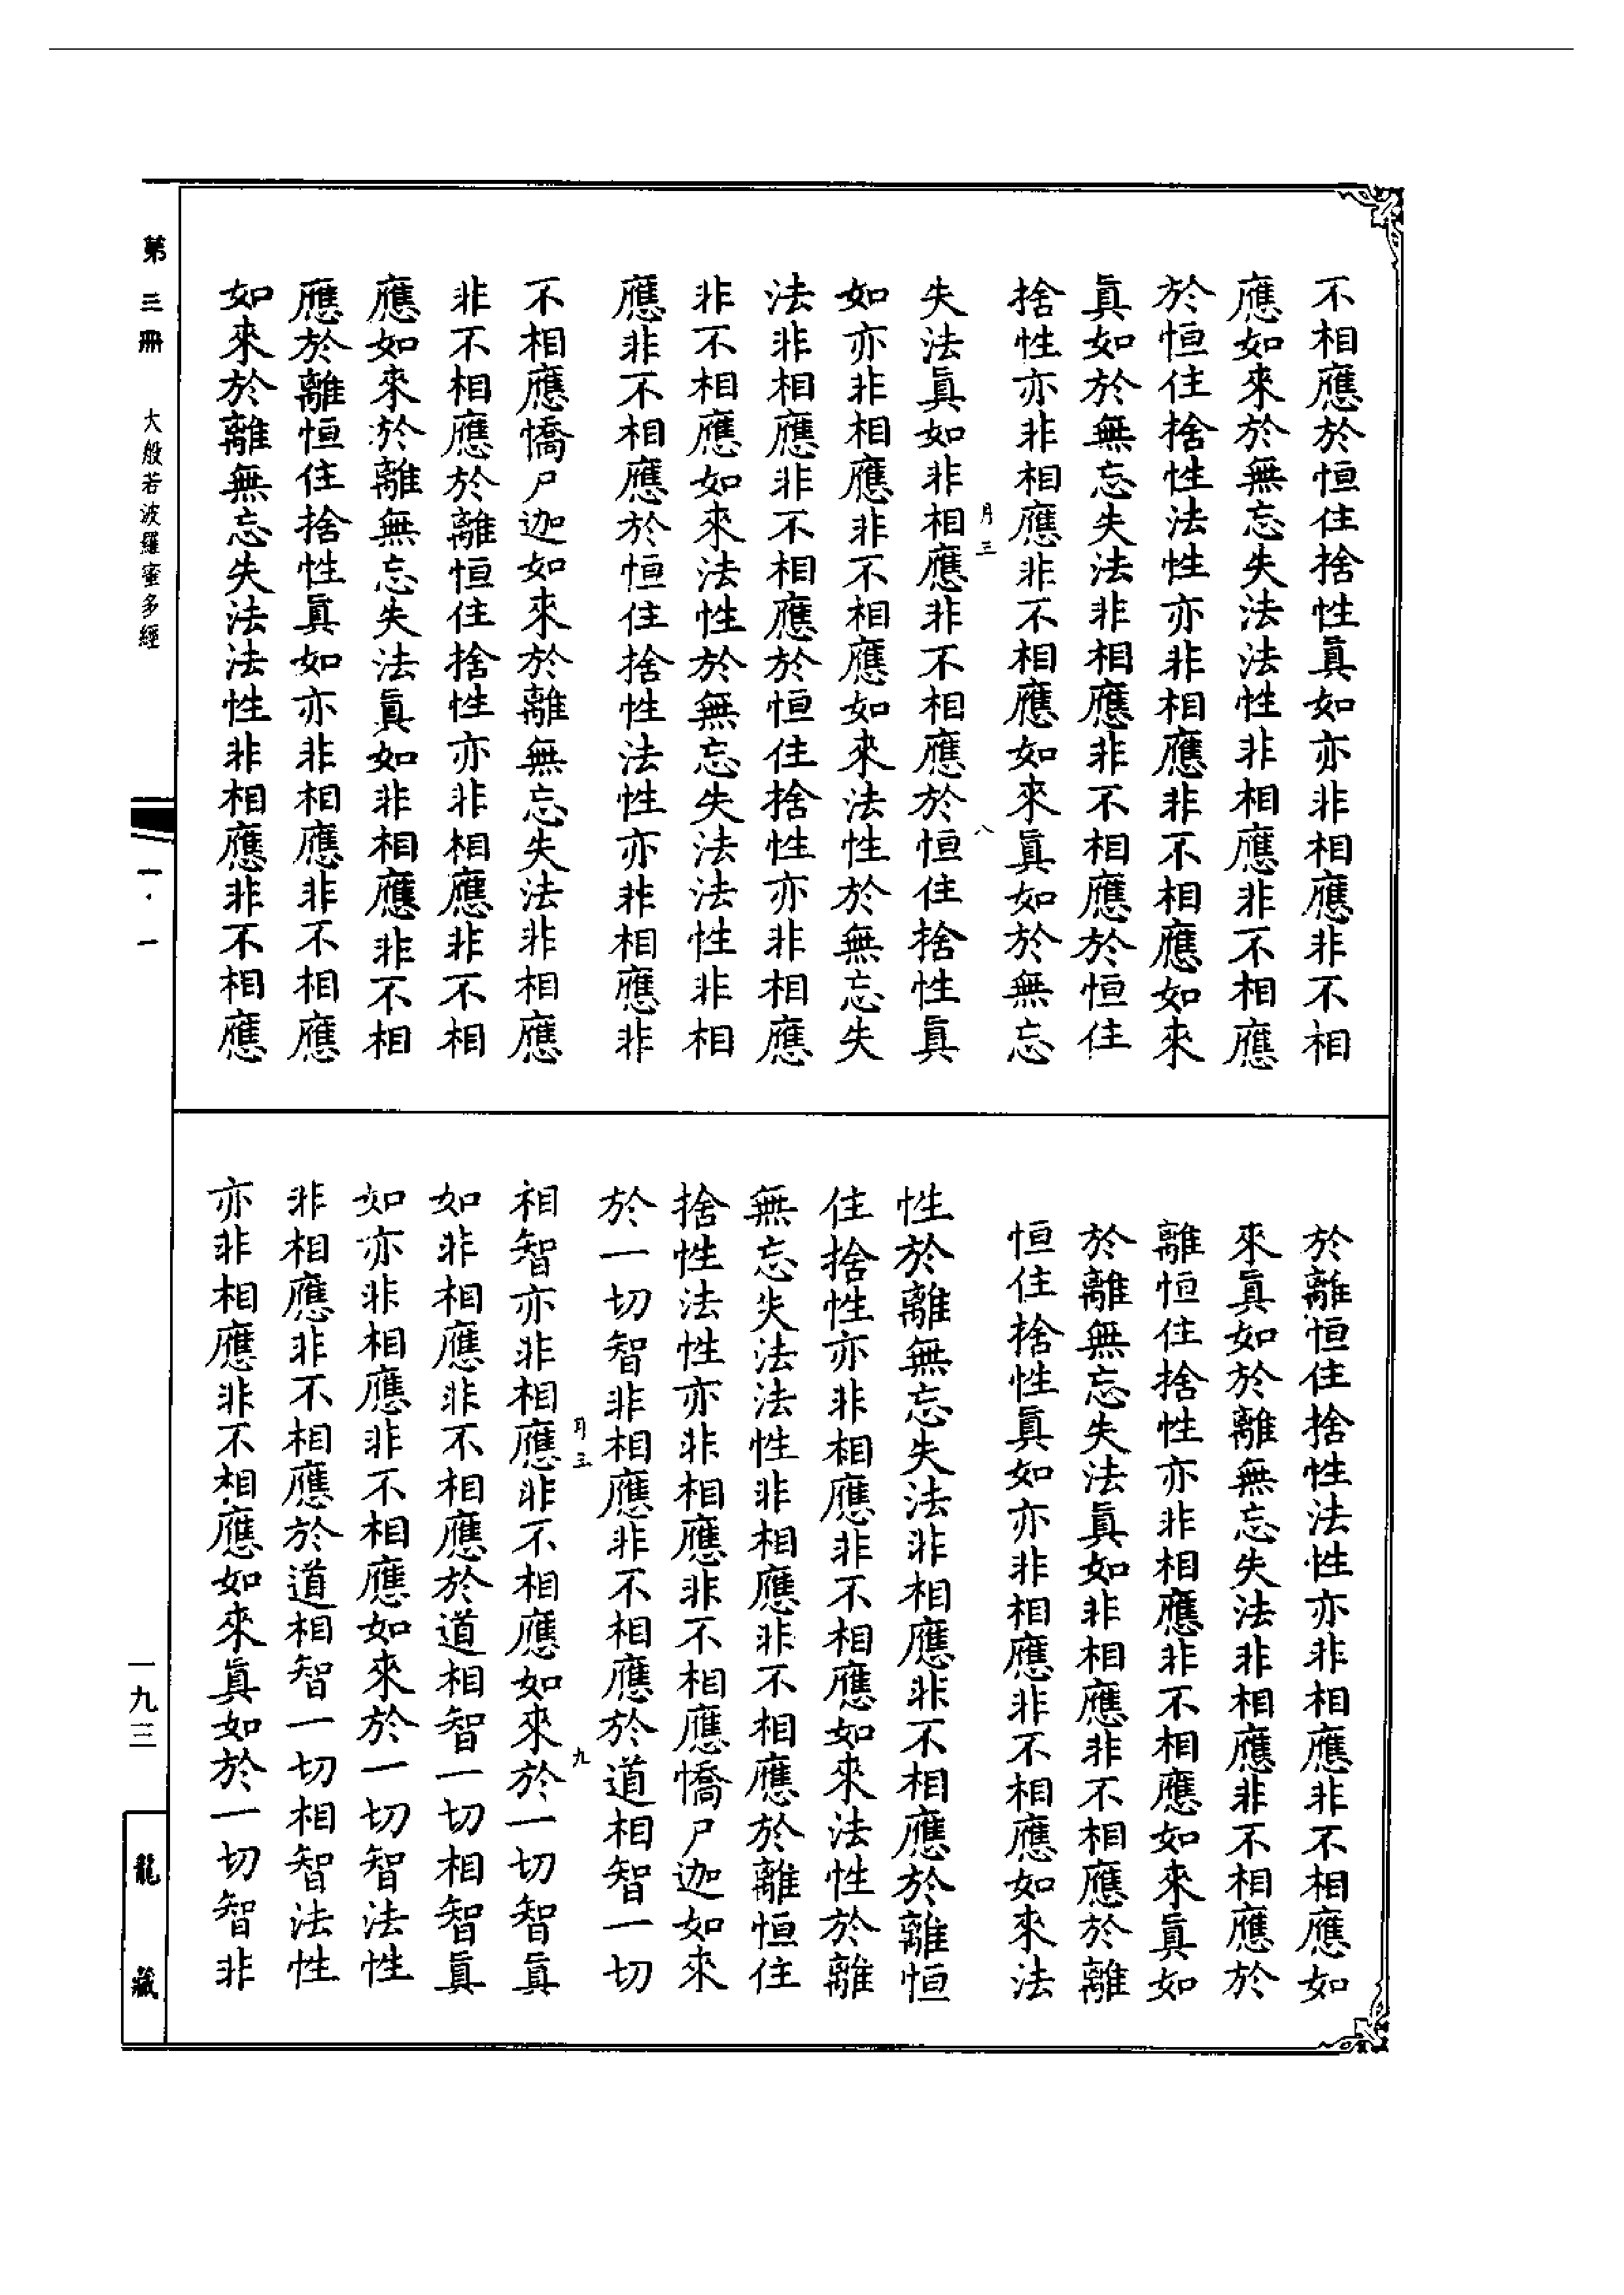 不相應於恒住捨性真如亦非相應非不相
應如來於無忘失法法性非相應非不相應
於恒住捨性法性亦非相應非不相應如來
真如於無忘失法非相應非不相應於恒住
捨性亦非相應非不相應如來真如於無忘
月三 八
失法真如非相應非不相應於恒住捨性真
如亦非相應非不相應如來法性於無忘失
法非相應非不相應於恒住捨性亦非相應
非不相應如來法性於無忘失法法性非相
應非不相應於恒住捨性法性亦非相應非
不相應憍尸迦如來於離無忘失法非相應
非不相應於離恒住捨性亦非相應非不相
應如來於離無忘失法真如非相應非不相
應於離恒住捨性真如亦非相應非不相應
如來於離無忘失法法性非相應非不相應
於離恒住捨性法性亦非相應非不相應如
來真如於離無忘失法非相應非不相應於
離恒住捨性亦非相應非不相應如來真如
於離無忘失法真如非相應非不相應於離
恒住捨性真如亦非相應非不相應如來法
性於離無忘失法非相應非不相應於離恒
住捨性亦非相應非不相應如來法性於離
無忘失法法性非相應非不相應於離恒住
捨性法性亦非相應非不相應憍尸迦如來
於一切智非相應非不相應於道相智一切
月三 九
相智亦非相應非不相應如來於一切智真
如非相應非不相應於道相智一切相智真
如亦非相應非不相應如來於一切智法性
非相應非不相應於道相智一切相智法性
亦非相應非不相應如來真如於一切智非
第三冊 大般若波羅蜜多經 一·一 一九三 龍藏